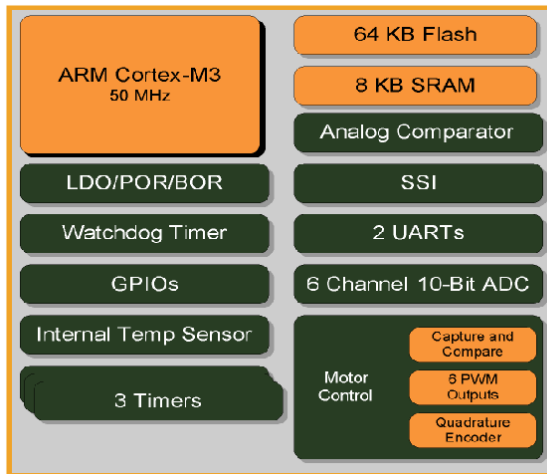 ARM Cortex-M3
50 MHz
LDO/POR/BOR
Watchdog Timer
GPIOs
Internal Temp Sensor
3 Timers
64 KB Flash
8 KB SRAM
Analog Comparator
SSI
2 UARTs
6 Channel 10-Bit ADC
Motor
Control
Capture and
Compare
6 PWM
Outputs
Quadrature
Encoder